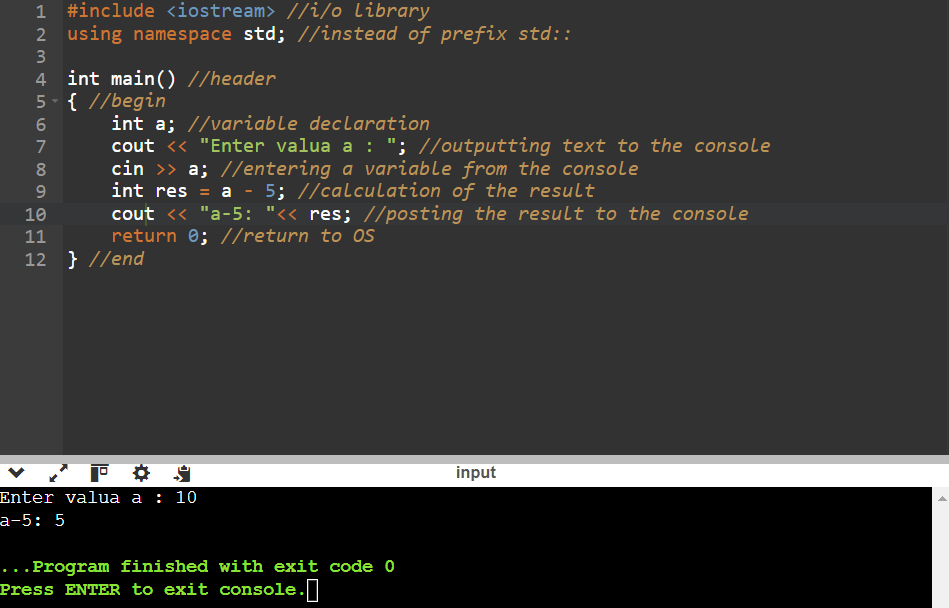 1 #include <iostream> //i/o library
2 using namespace std; //instead of prefix std::
3
4 int main() //header
5 { //begin
6 int a; //variable declaration
7 cout << "Enter valua a : "; //outputting text to the console
8 cin >> a; //entering a variable from the console
9 int res = a - 5; //calculation of the result
10 cout << "a-5: "<< res; //posting the result to the console
11 return 0; //return to OS
12 } //end
input
Enter valua a : 10
a-5: 5
...Program finished with exit code 0
Press ENTER to exit console.